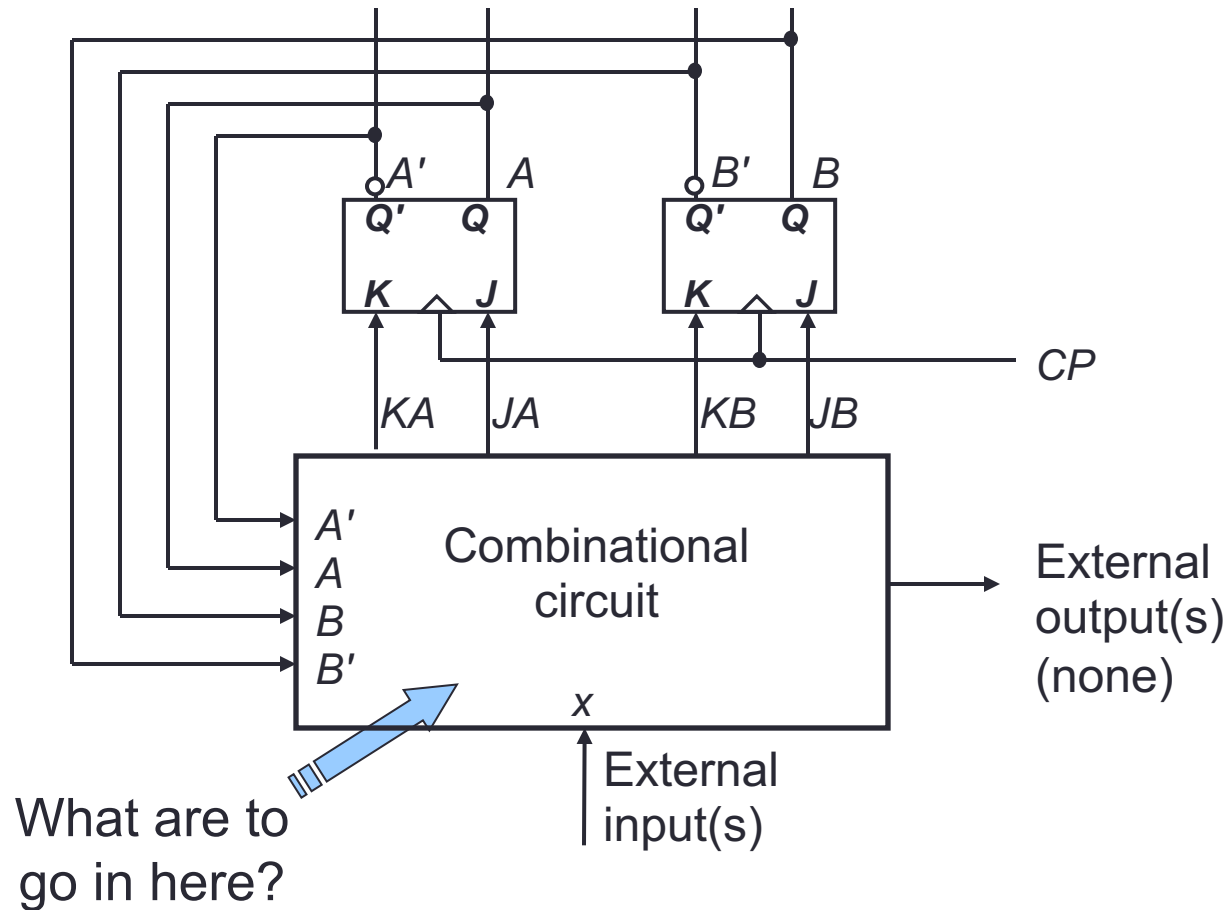 A' A B' B
Q' Q Q' Q
K J K J
CP
KA JA KB JB
A'
A
B
B'
Combinational
circuit
External
output(s)
(none)
x
External
input(s)
What are to
go in here?